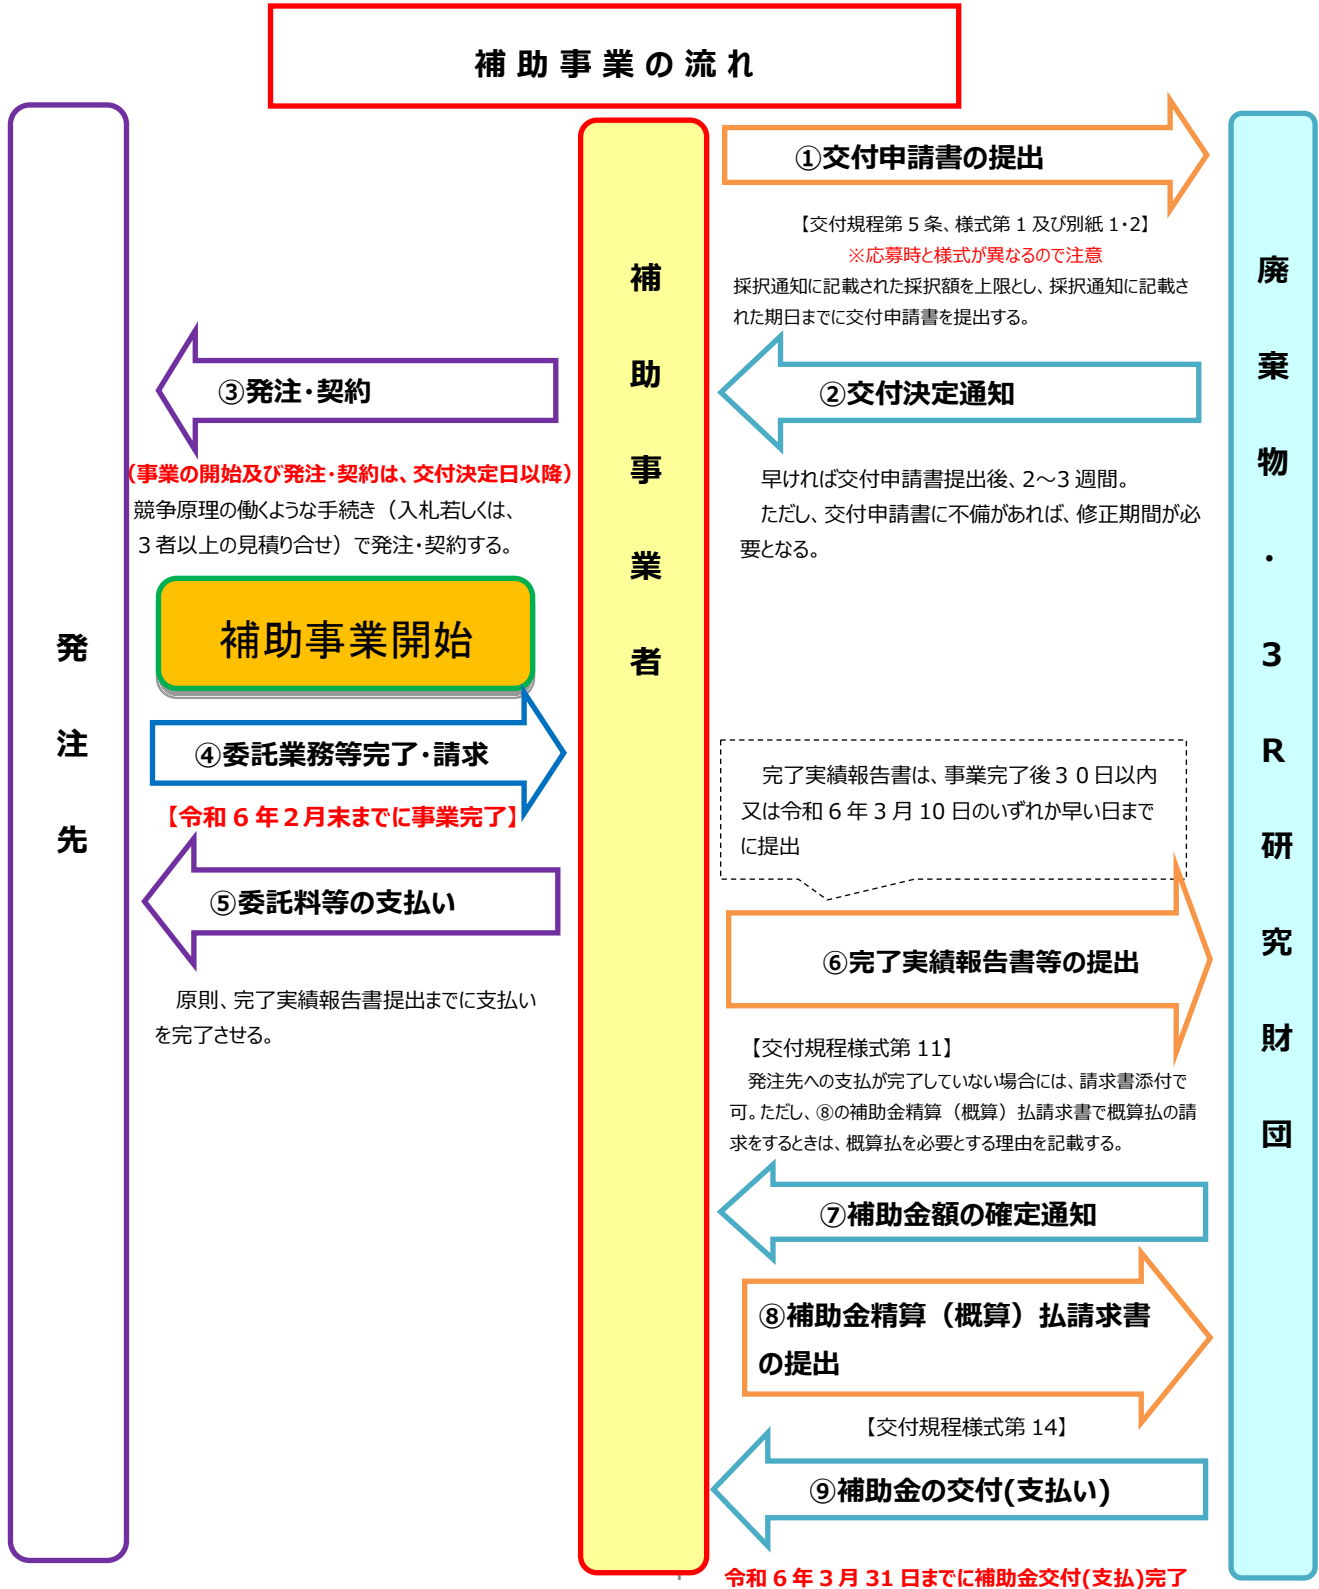 補助事業の流れ
①交付申請書の提出
【交付規程第 5 条、様式第 1 及び別紙 1・2】
※応募時と様式が異なるので注意
採択通知に記載された採択額を上限とし、採択通知に記載さ
れた期日までに交付申請書を提出する。
②交付決定通知
早ければ交付申請書提出後、2～3 週間。
ただし、交付申請書に不備があれば、修正期間が必
要となる。
③発注・契約
（事業の開始及び発注・契約は、交付決定日以降）
競争原理の働くような手続き（入札若しくは、
３者以上の見積り合せ）で発注・契約する。
補助事業開始
④委託業務等完了・請求
【令和 6 年２月末までに事業完了】
⑤委託料等の支払い
原則、完了実績報告書提出までに支払い
を完了させる。
発注先
補助事業者
廃棄物・３R研究財団
完了実績報告書は、事業完了後３０日以内
又は令和 6 年 3 月 10 日のいずれか早い日まで
に提出
⑥完了実績報告書等の提出
【交付規程様式第 11】
発注先への支払が完了していない場合には、請求書添付で
可。ただし、⑧の補助金精算（概算）払請求書で概算払の請
求をするときは、概算払を必要とする理由を記載する。
⑦補助金額の確定通知
⑧補助金精算（概算）払請求書
の提出
【交付規程様式第 14】
⑨補助金の交付(支払い)
令和 6 年 3 月 31 日までに補助金交付(支払)完了